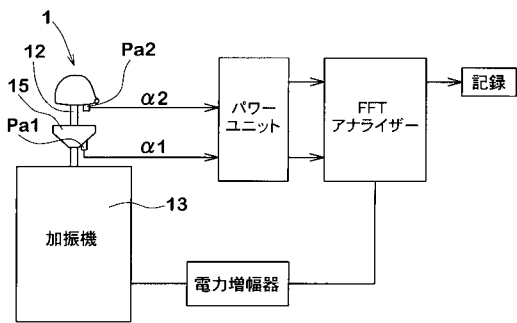 1
12
15
Pa2
Pa1
α2
α1
パワー
ユニット
FFT
アナライザー
記録
13
加振機
電力増幅器